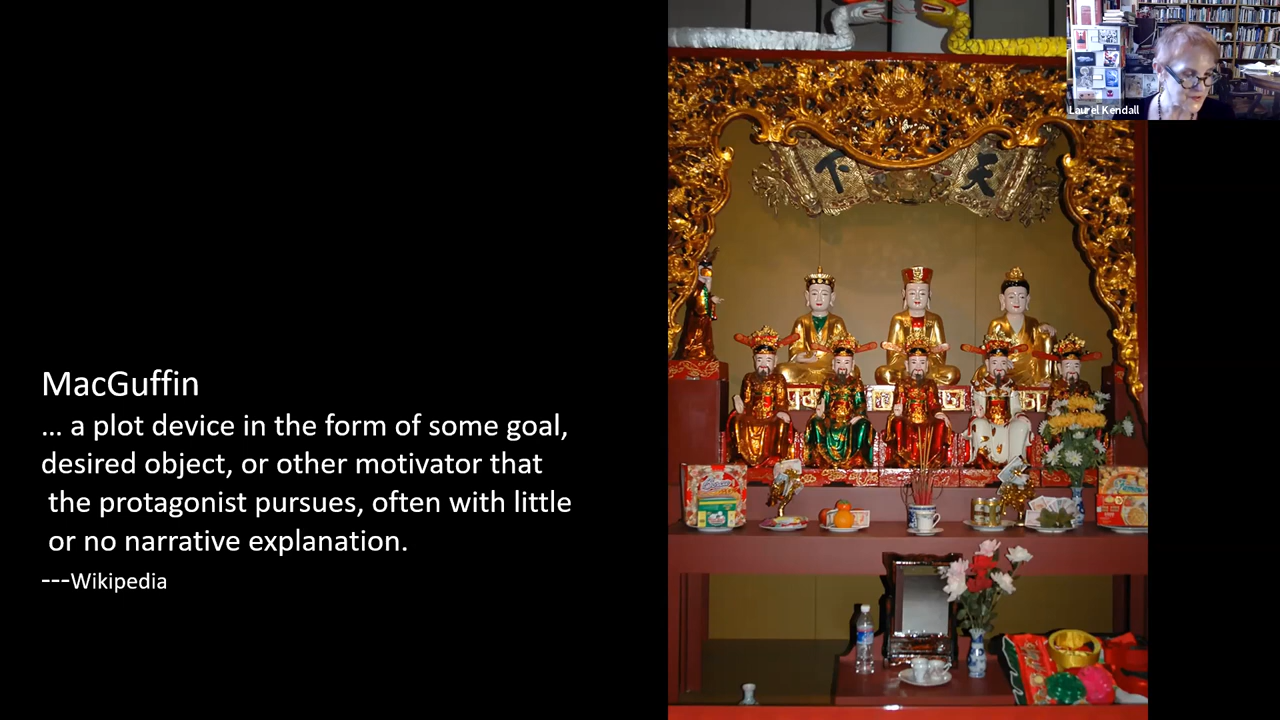 MacGuffin
... a plot device in the form of some goal,
desired object, or other motivator that
the protagonist pursues, often with little
or no narrative explanation.
---Wikipedia
Laurel Kendall
下 天